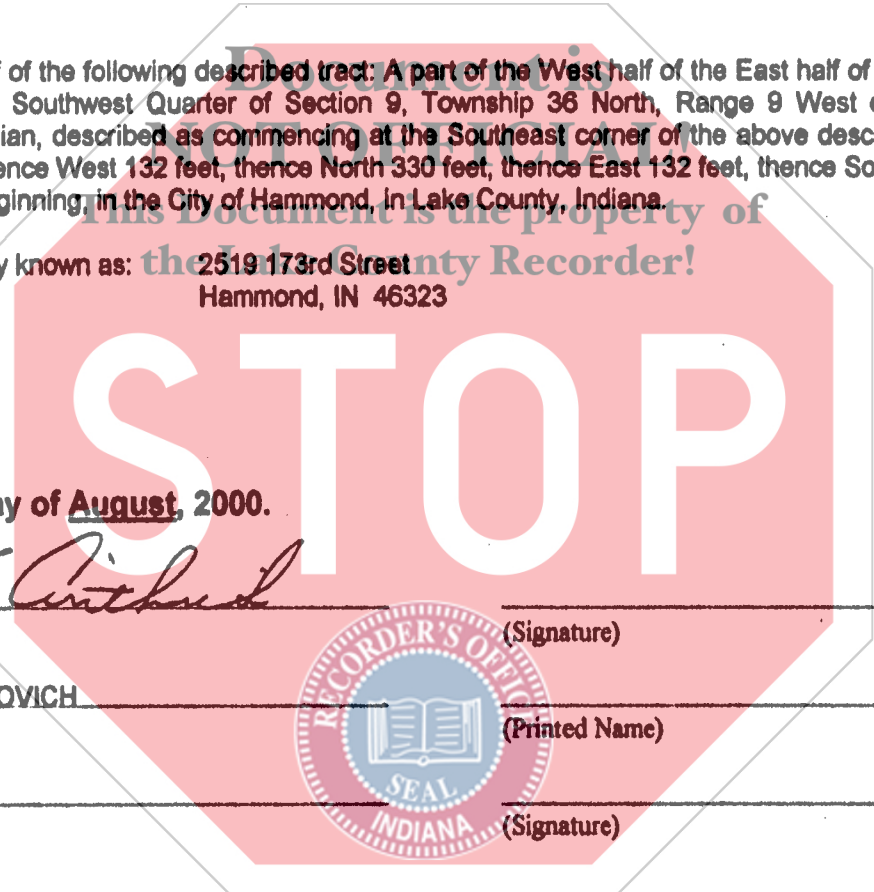 Document is
of the following described tract: A part of the West half of the East half of
Southwest Quarter of Section 9, Township 36 North, Range 9 West
NOT OFFICIAL!
ian, described as commencing at the Southeast corner of the above desc
ence West 132 feet, thence North 330 feet, thence East 132 feet, thence So
ginning, in the City of Hammond, in Lake County, Indiana.
This Document is the property of
the Lake County Recorder!
y known as: 2519 173rd Street
Hammond, IN 46323
STOP
ay of August, 2000.
(Signature)
OVICH
(Printed Name)
(Signature)
RECORDER'S OFFICE
SEAL
INDIANA